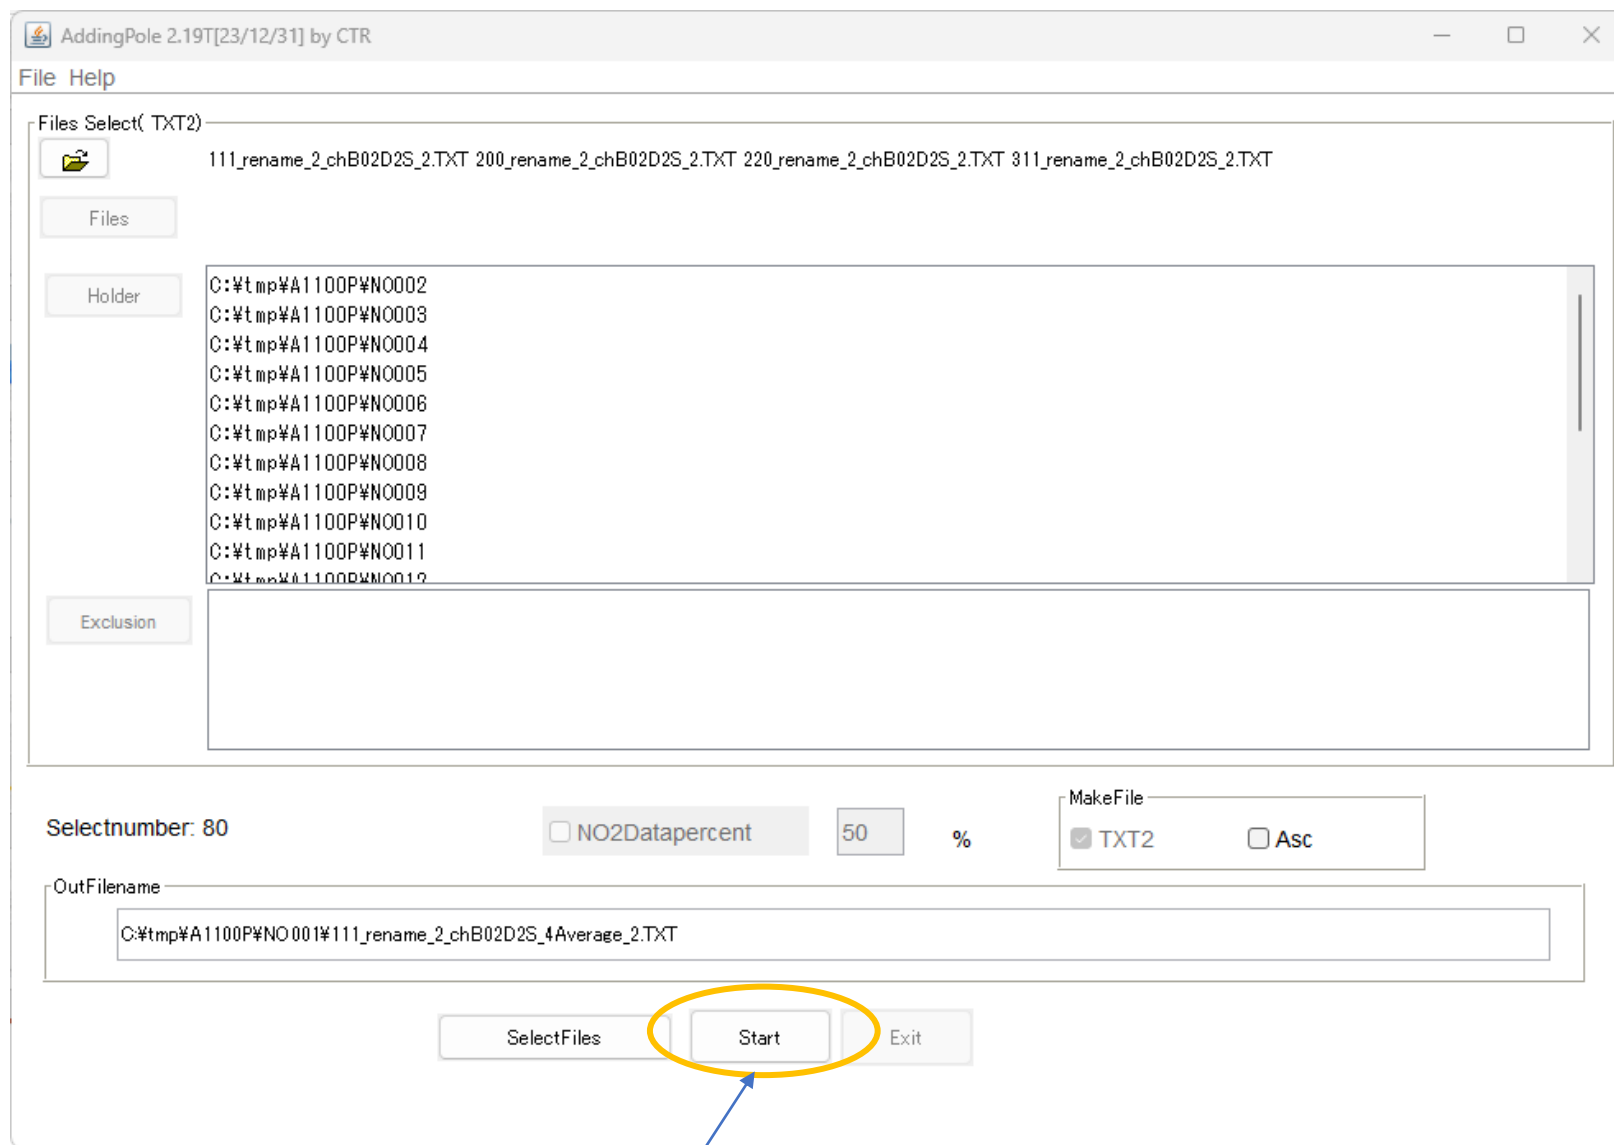 AddingPole 2.19T[23/12/31] by CTR
File Help
Files Select( TXT2)
111_rename_2_chB02D2S_2.TXT 200_rename_2_chB02D2S_2.TXT 220_rename_2_chB02D2S_2.TXT 311_rename_2_chB02D2S_2.TXT
Files
Holder
C:¥tmp¥A1100P¥NO002
C:¥tmp¥A1100P¥NO003
C:¥tmp¥A1100P¥NO004
C:¥tmp¥A1100P¥NO005
C:¥tmp¥A1100P¥NO006
C:¥tmp¥A1100P¥NO007
C:¥tmp¥A1100P¥NO008
C:¥tmp¥A1100P¥NO009
C:¥tmp¥A1100P¥NO010
C:¥tmp¥A1100P¥NO011
C:¥tmp¥A1100P¥NO012
Exclusion
Selectnumber: 80
NO2Datapercent
50
%
MakeFile
TXT2
Asc
OutFilename
C:¥tmp¥A1100P¥NO001¥111_rename_2_chB02D2S_4Average_2.TXT
SelectFiles
Start
Exit